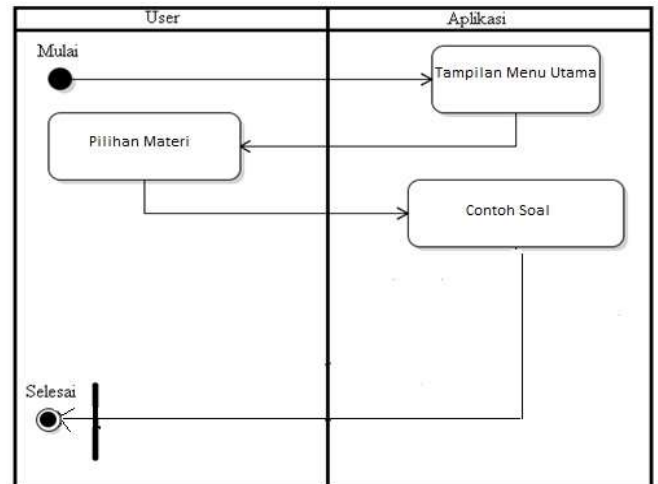 User
Aplikasi
Mulai
Tampilan Menu Utama
Pilihan Materi
Contoh Soal
Selesai